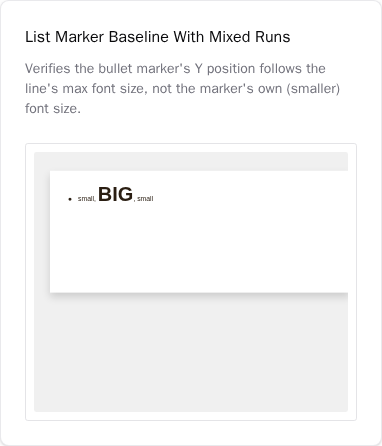 List Marker Baseline With Mixed Runs
Verifies the bullet marker's Y position follows the
line's max font size, not the marker's own (smaller)
font size.
• small, BIG, small